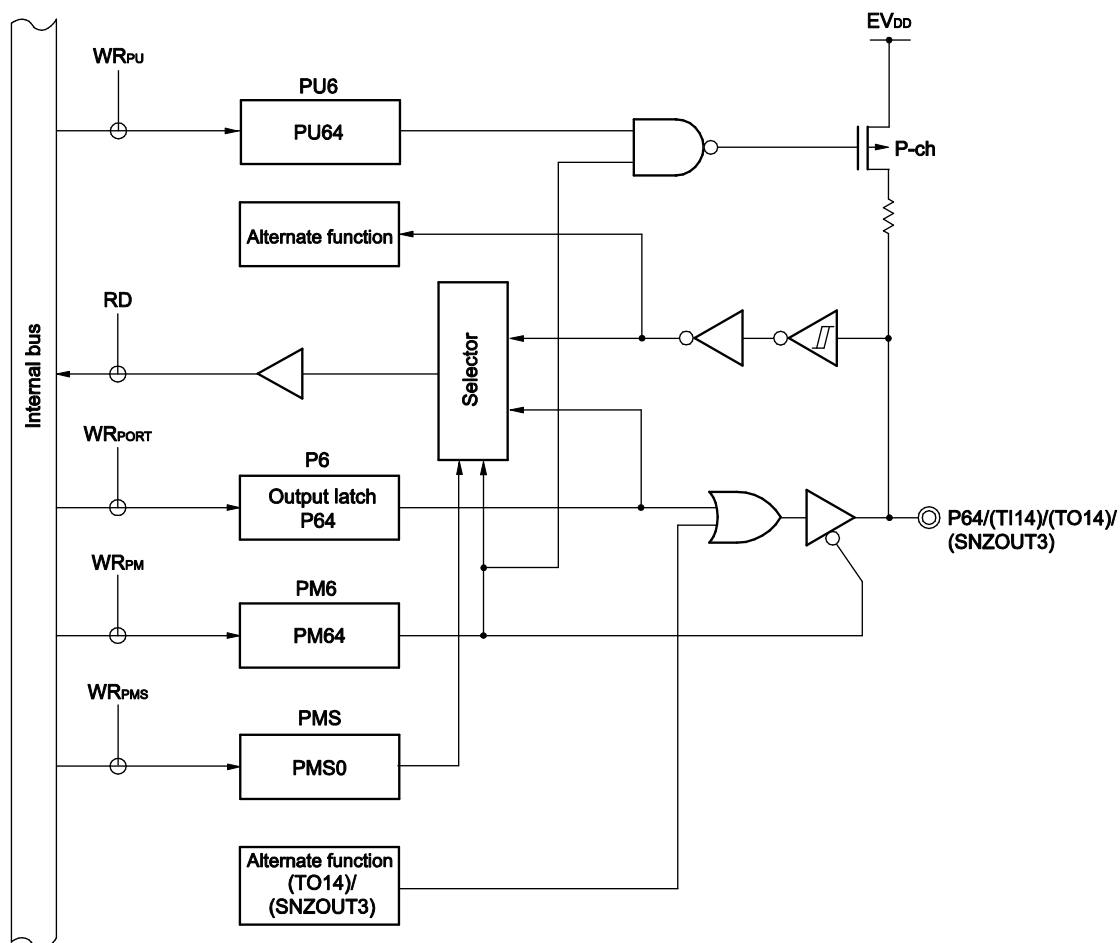 EVDD
WRPU
PU6
PU64
P-ch
Alternate function
RD
Internal bus
Selector
WRPORT
P6
Output latch
P64
P64/(TI14)/(TO14)/
(SNZOUT3)
WRPM
PM6
PM64
WRPMS
PMS
PMS0
Alternate function
(TO14)/
(SNZOUT3)